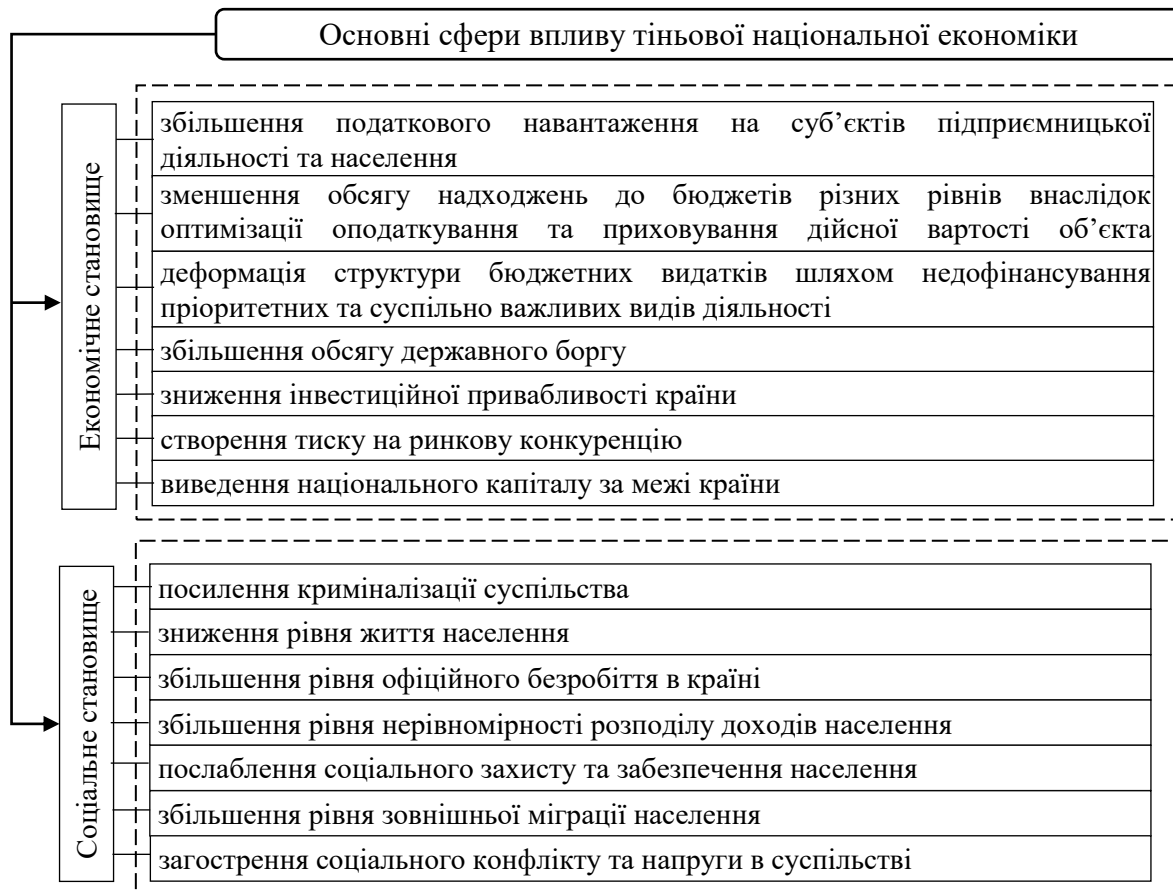 Основні сфери впливу тіньової національної економіки
Економічне становище
збільшення податкового навантаження на суб’єктів підприємницької
діяльності та населення
зменшення обсягу надходжень до бюджетів різних рівнів внаслідок
оптимізації оподаткування та приховування дійсної вартості об’єкта
деформація структури бюджетних видатків шляхом недофінансування
пріоритетних та суспільно важливих видів діяльності
збільшення обсягу державного боргу
зниження інвестиційної привабливості країни
створення тиску на ринкову конкуренцію
виведення національного капіталу за межі країни
Соціальне становище
посилення криміналізації суспільства
зниження рівня життя населення
збільшення рівня офіційного безробіття в країні
збільшення рівня нерівномірності розподілу доходів населення
послаблення соціального захисту та забезпечення населення
збільшення рівня зовнішньої міграції населення
загострення соціального конфлікту та напруги в суспільстві